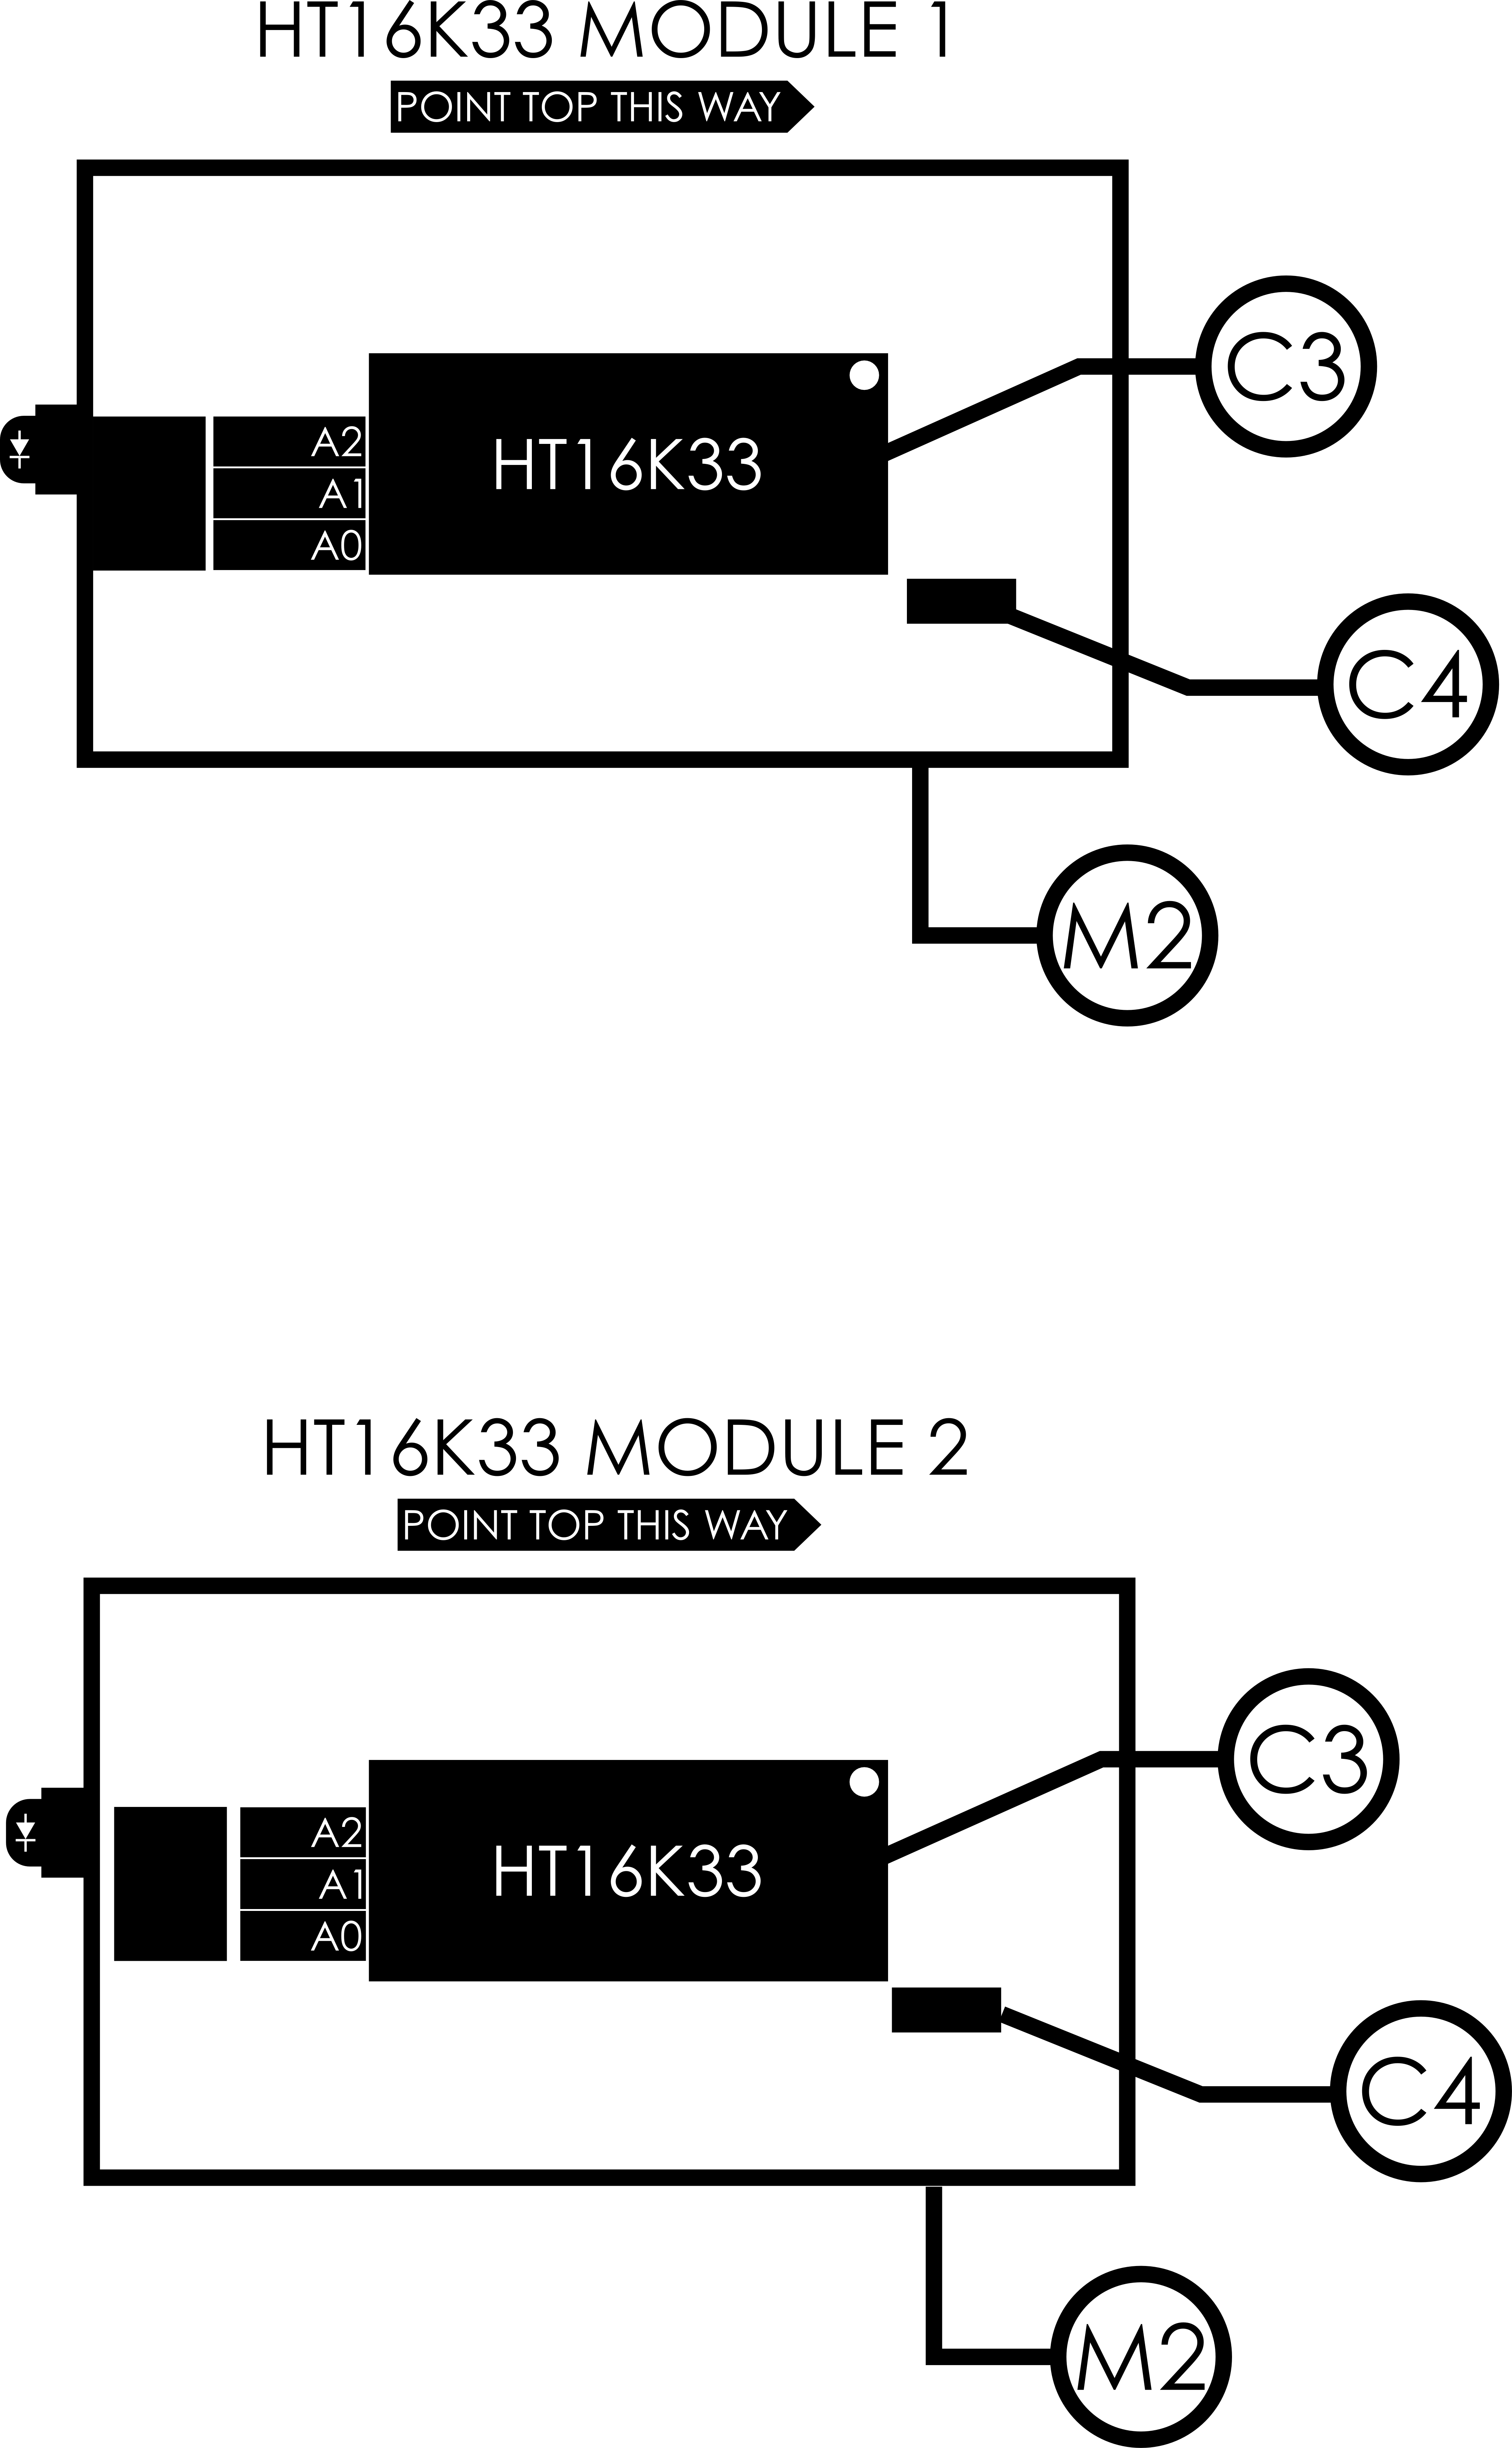 HT16K33 MODULE 1
POINT TOP THIS WAY
C3
A2
HT16K33
A1
A0
C4
M2
HT16K33 MODULE 2
POINT TOP THIS WAY
C3
A2
HT16K33
A1
A0
C4
M2